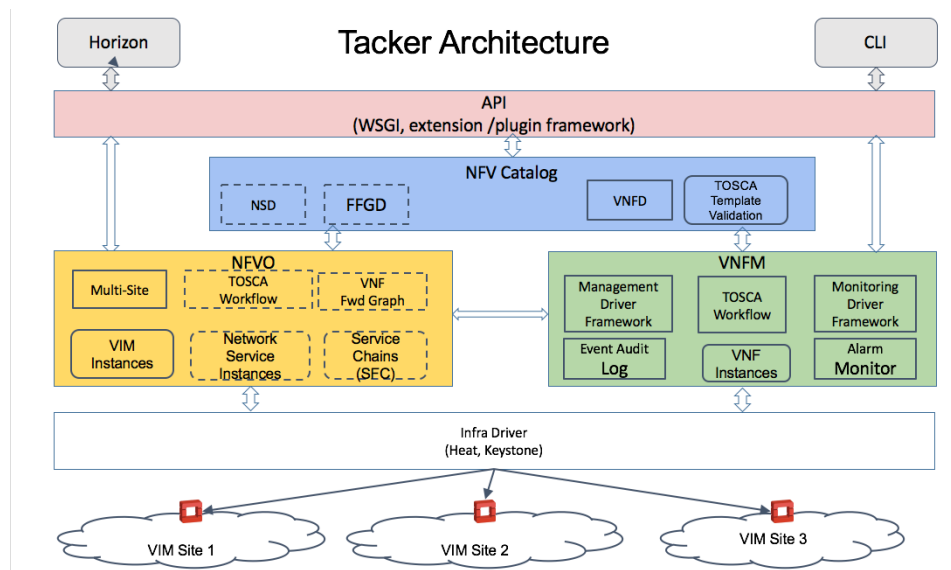 Tacker Architecture
Horizon
CLI
API
(WSGI, extension /plugin framework)
NFV Catalog
NSD
FFGD
VNFD
TOSCA
Template
Validation
NFVO
Multi-Site
TOSCA
Workflow
VNF
Fwd Graph
VIM
Instances
Network
Service
Instances
Service
Chains
(SEC)
VNFM
Management
Driver
Framework
TOSCA
Workflow
Monitoring
Driver
Framework
Event Audit
Log
VNF
Instances
Alarm
Monitor
Infra Driver
(Heat, Keystone)
VIM Site 1
VIM Site 2
VIM Site 3